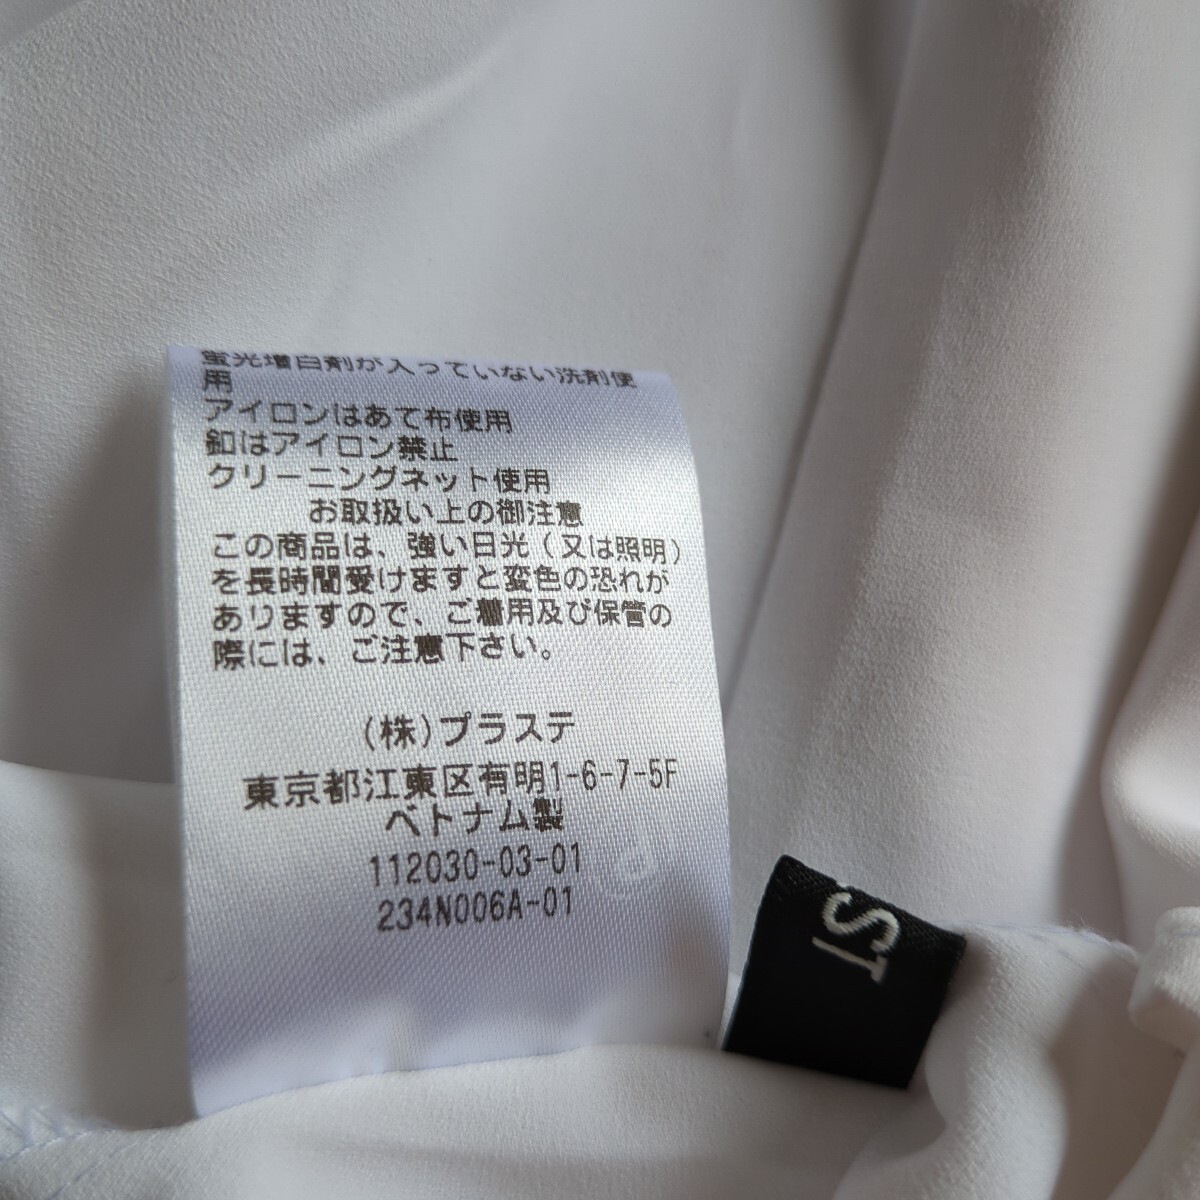 蛍光増白剤が入っていない洗剤使
用
アイロンはあて布使用
釦はアイロン禁止
クリーニングネット使用
お取扱い上の御注意
この商品は、強い日光(又は照明)
を長時間受けますと変色の恐れが
ありますので、ご着用及び保管の
際には、ご注意下さい。
(株)プラステ
東京都江東区有明1-6-7-5F
ベトナム製
112030-03-01
234N006A-01
ST